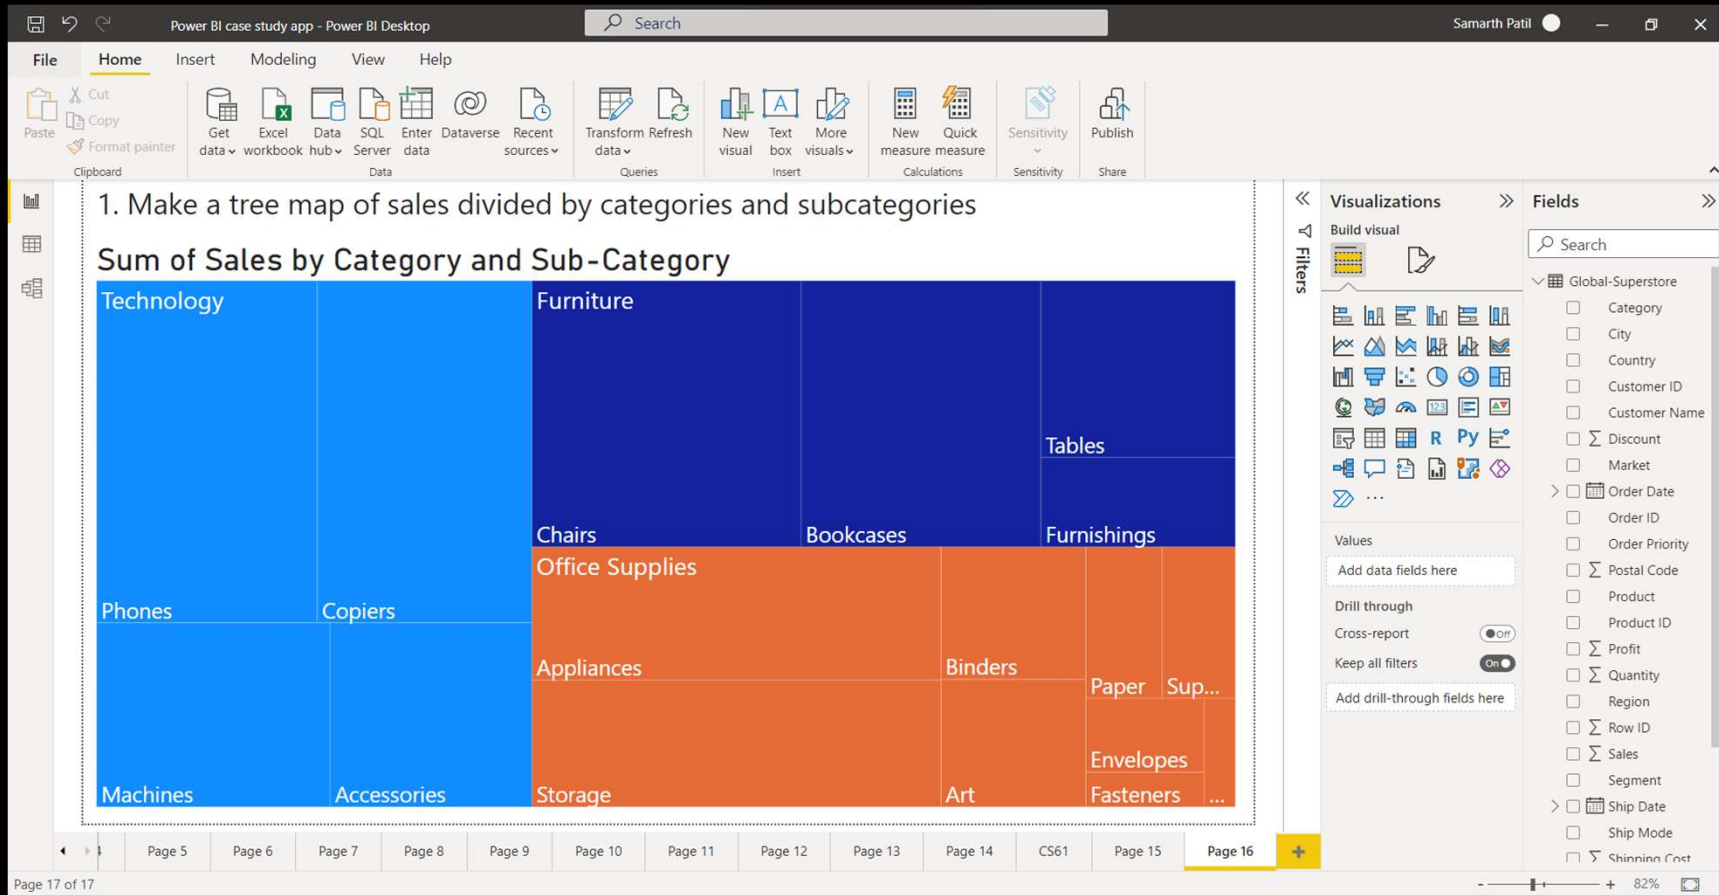 Power BI case study app - Power BI Desktop
Search
Samarth Patil
File Home Insert Modeling View Help
Paste
Cut
Copy
Format painter
Clipboard
Get data
Excel workbook
Data hub
SQL Server
Enter data
Dataverse
Recent sources
Data
Transform data
Refresh
Queries
New visual
Text box
More visuals
Insert
New measure
Quick measure
Calculations
Sensitivity
Sensitivity
Publish
Share
1. Make a tree map of sales divided by categories and subcategories
Sum of Sales by Category and Sub-Category
Technology
Phones
Copiers
Machines
Accessories
Furniture
Chairs
Bookcases
Tables
Furnishings
Office Supplies
Appliances
Storage
Binders
Art
Paper
Sup...
Envelopes
Fasteners
...
Filters
Visualizations
Build visual
123
R
Py
...
Values
Add data fields here
Drill through
Cross-report
Off
Keep all filters
On
Add drill-through fields here
Fields
Search
Global-Superstore
Category
City
Country
Customer ID
Customer Name
∑ Discount
Market
Order Date
Order ID
Order Priority
∑ Postal Code
Product
Product ID
∑ Profit
∑ Quantity
Region
∑ Row ID
∑ Sales
Segment
Ship Date
Ship Mode
∑ Shipping Cost
Page 5
Page 6
Page 7
Page 8
Page 9
Page 10
Page 11
Page 12
Page 13
Page 14
CS61
Page 15
Page 16
+
Page 17 of 17
- + 82%